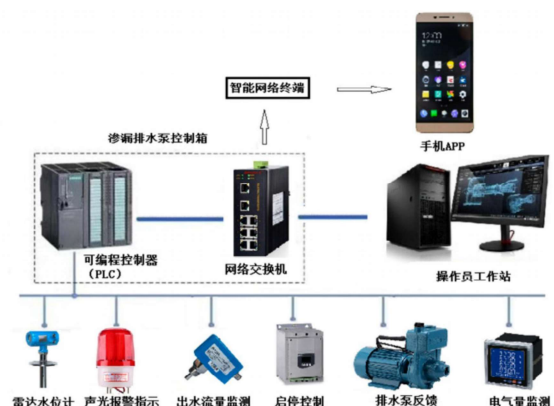 智能网络终端
手机APP
渗漏排水泵控制箱
可编程控制器
（PLC）
网络交换机
操作员工作站
雷达水位计
声光报警指示
出水流量监测
启停控制
排水泵反馈
电气量监测